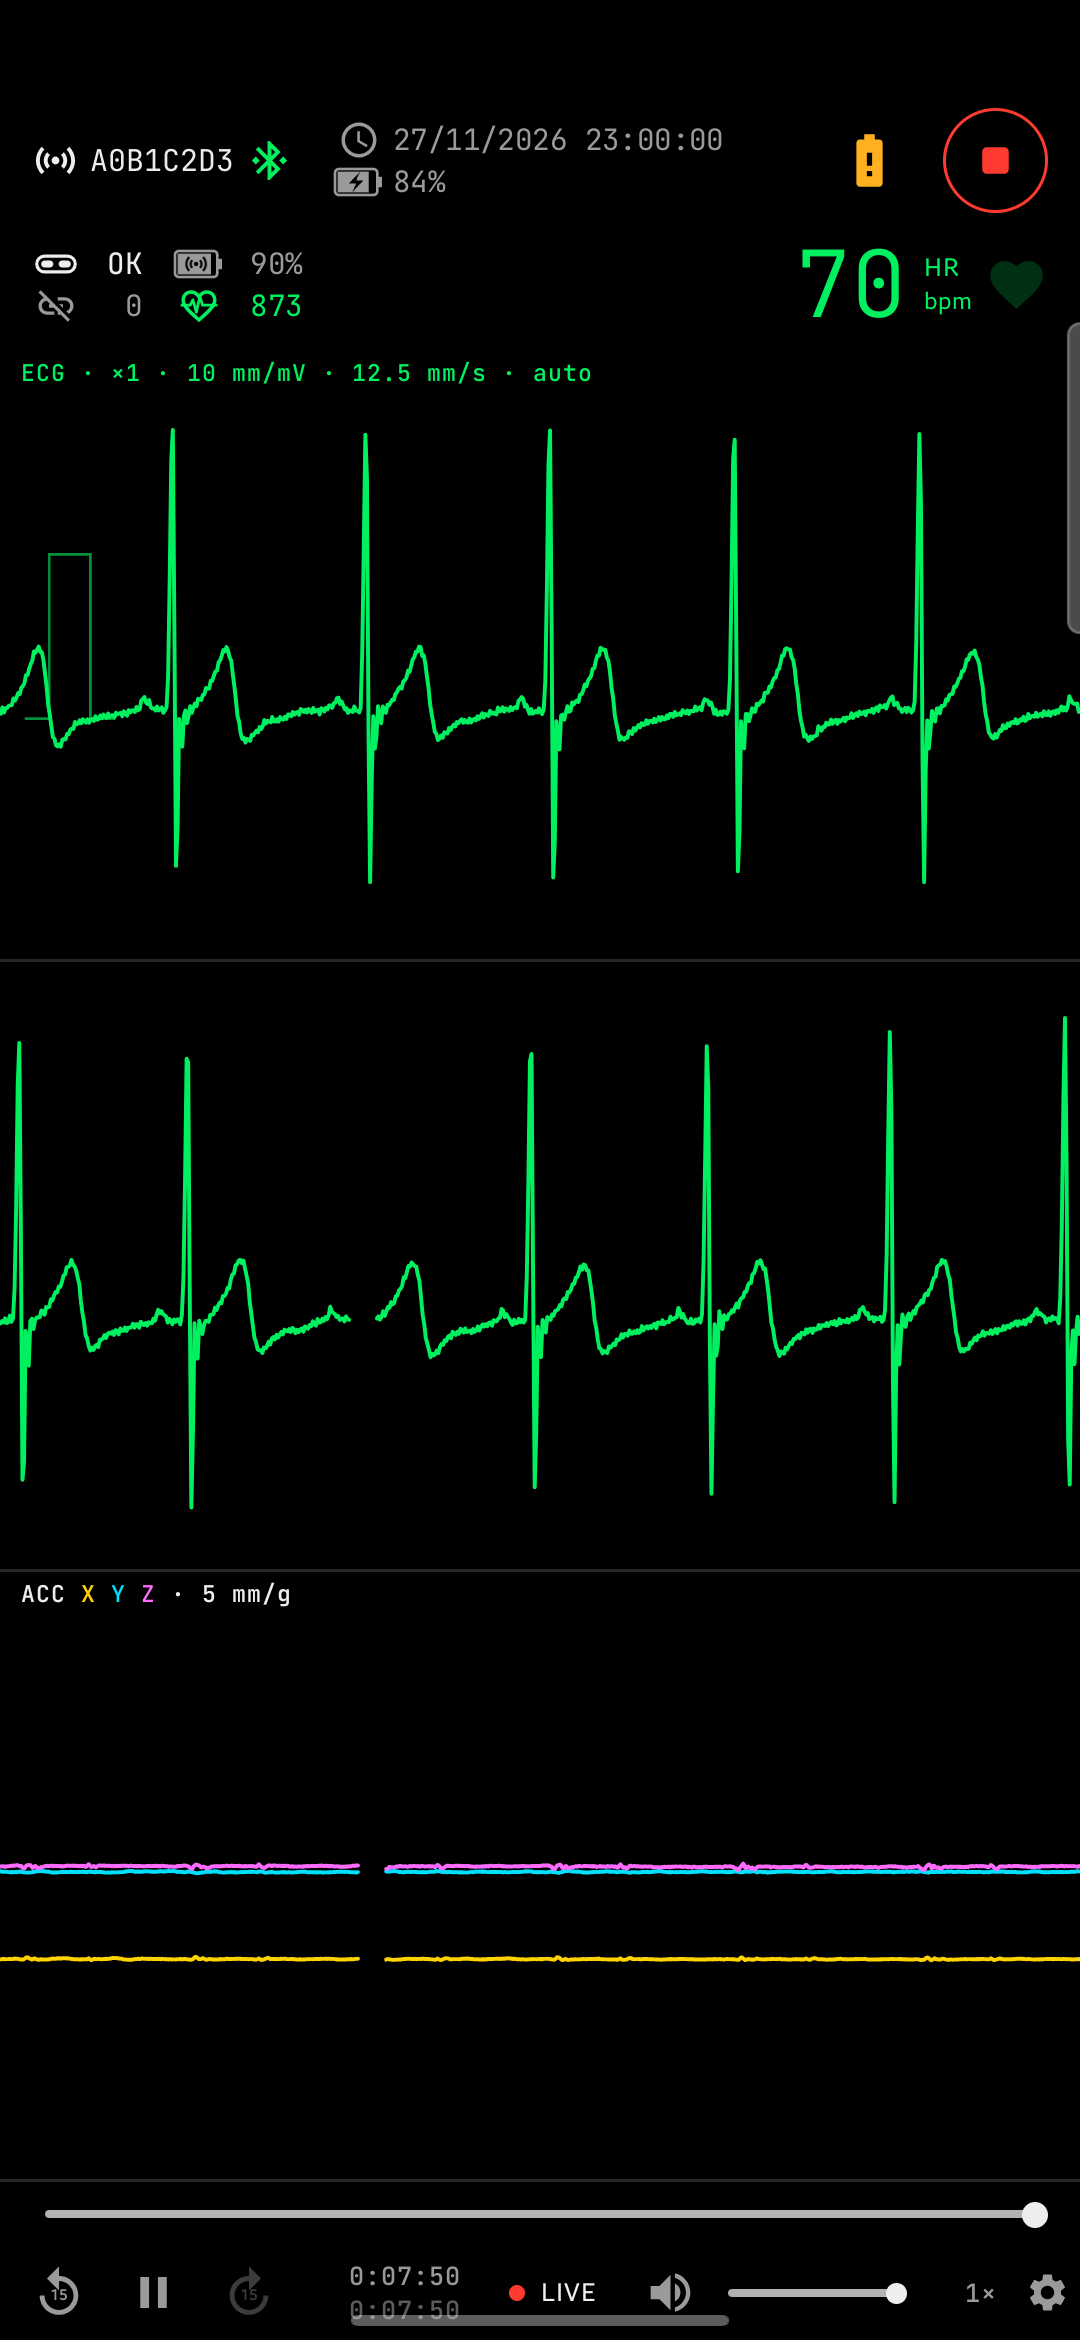 A0B1C2D3
27/11/2026 23:00:00
84%
OK 90%
0 873
70 HR bpm
ECG · ×1 · 10 mm/mV · 12.5 mm/s · auto
ACC X Y Z · 5 mm/g
15
15
0:07:50
0:07:50
LIVE
1×